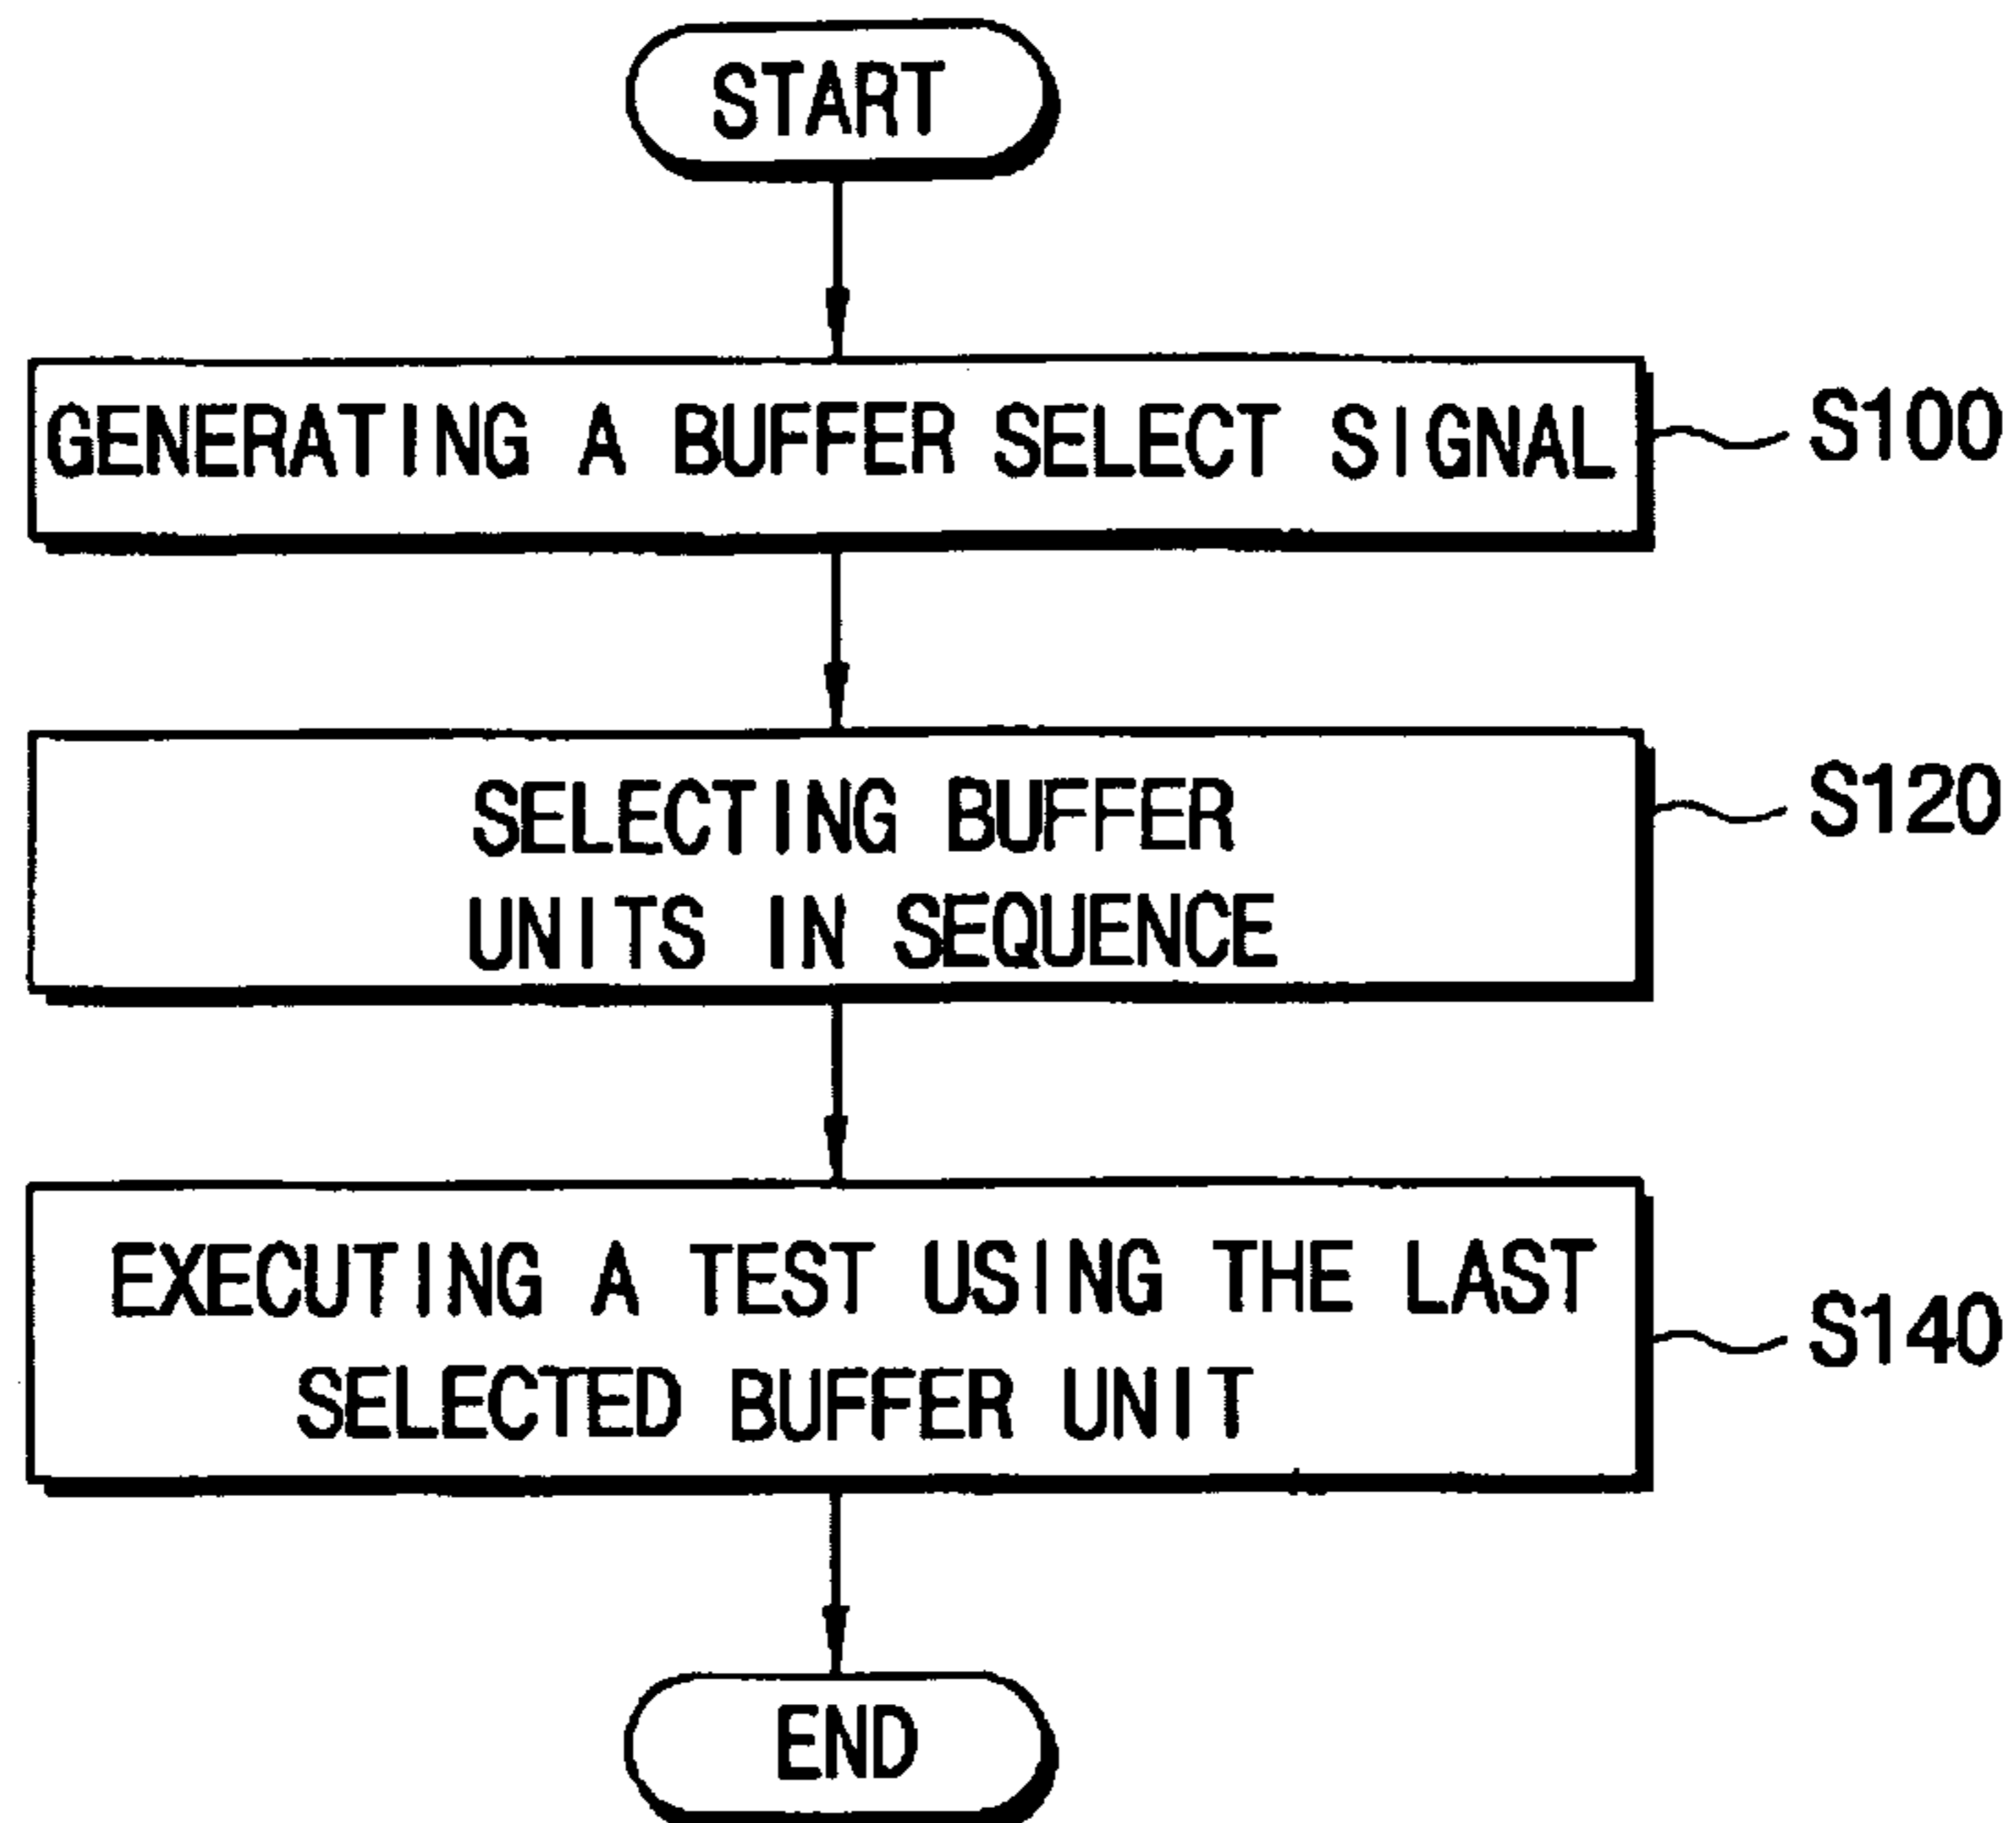 START
GENERATING A BUFFER SELECT SIGNAL
S100
SELECTING BUFFER
UNITS IN SEQUENCE
S120
EXECUTING A TEST USING THE LAST
SELECTED BUFFER UNIT
S140
END